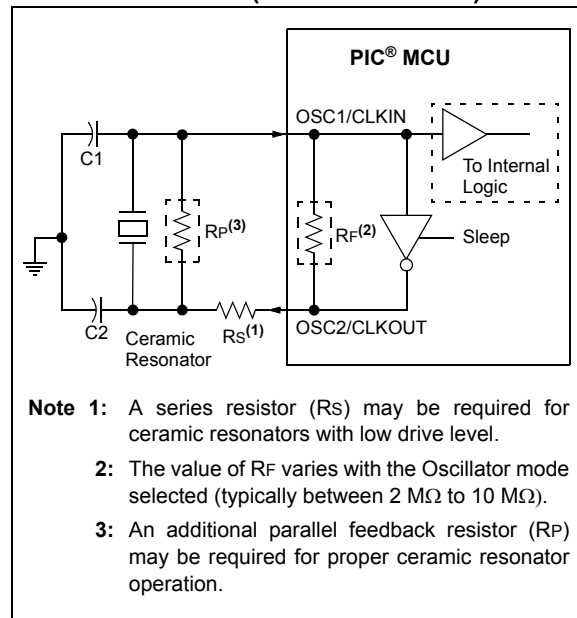 PIC® MCU
OSC1/CLKIN
C1
To Internal
Logic
RP(3)
RF(2)
Sleep
C2
Ceramic
Resonator
RS(1)
OSC2/CLKOUT
Note 1: A series resistor (RS) may be required for
ceramic resonators with low drive level.
2: The value of RF varies with the Oscillator mode
selected (typically between 2 MΩ to 10 MΩ).
3: An additional parallel feedback resistor (RP)
may be required for proper ceramic resonator
operation.